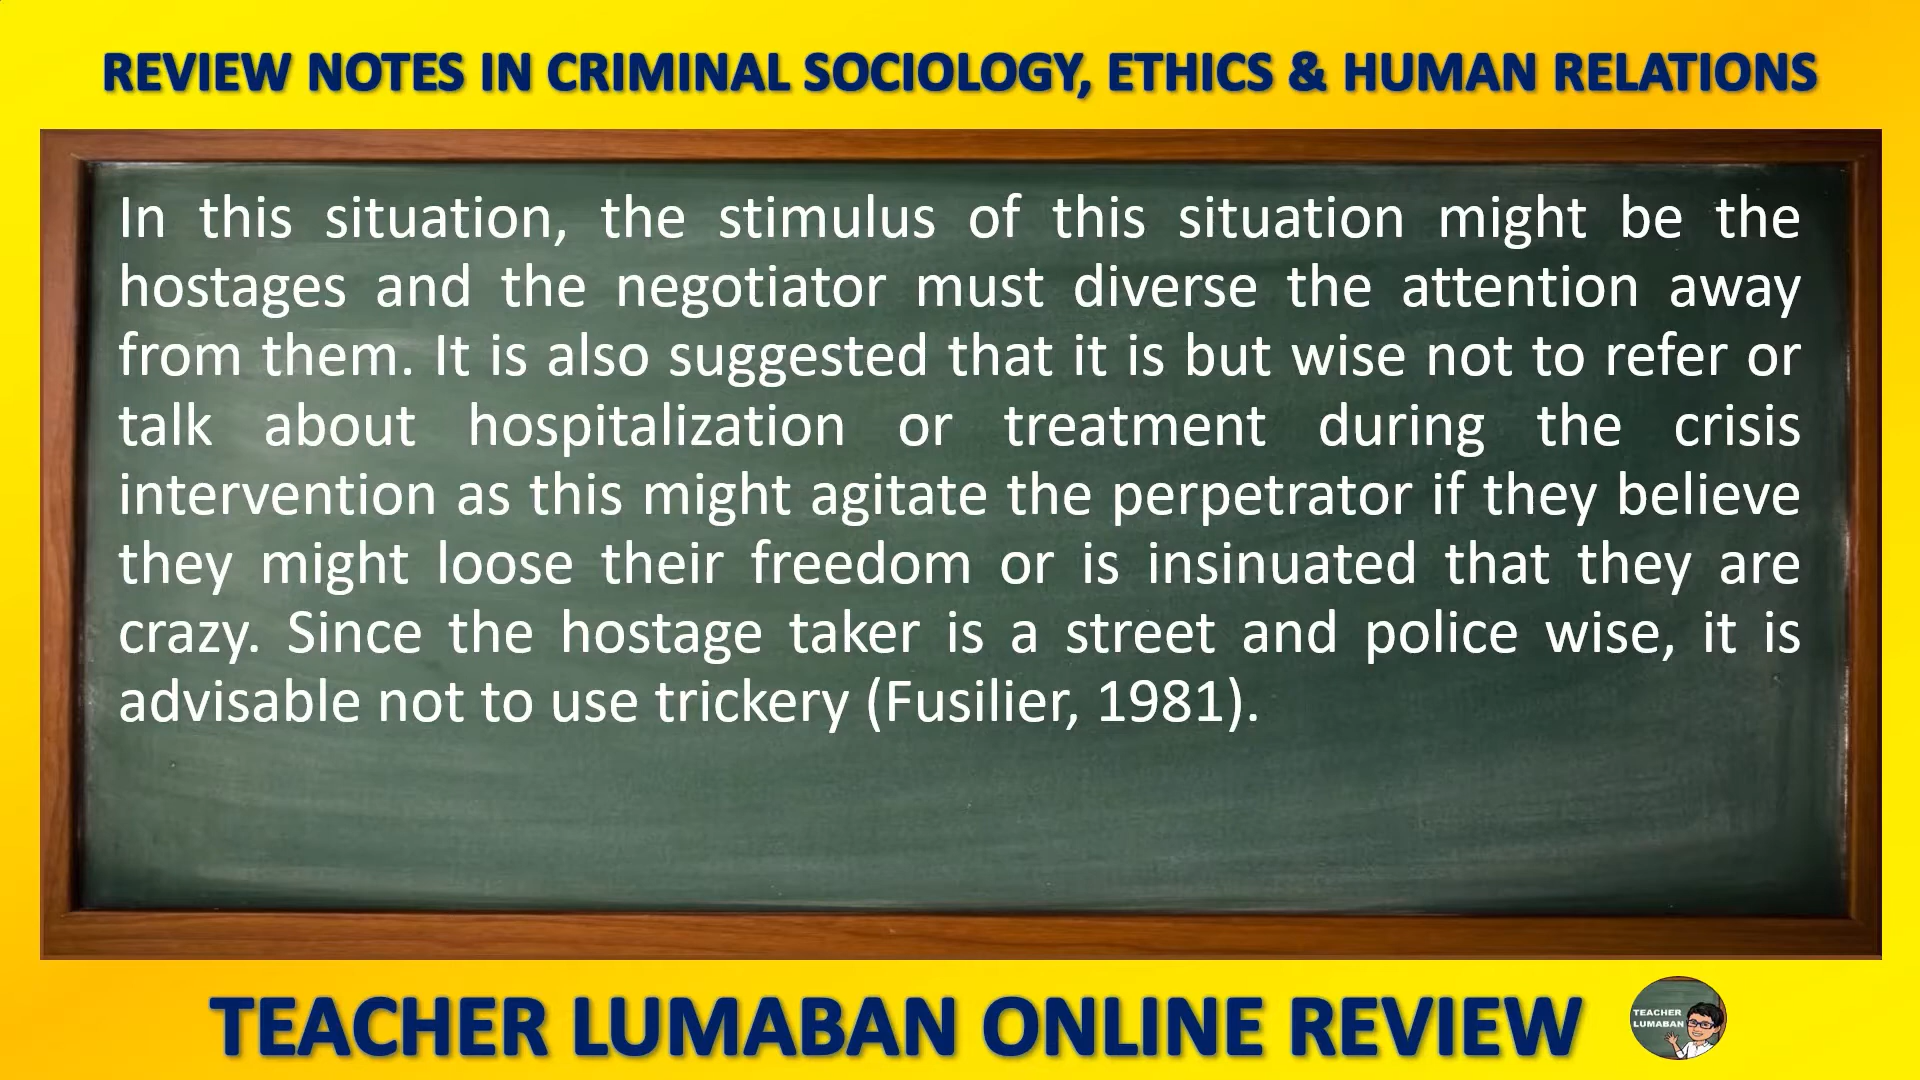 REVIEW NOTES IN CRIMINAL SOCIOLOGY, ETHICS & HUMAN RELATIONS
In this situation, the stimulus of this situation might be the
hostages and the negotiator must diverse the attention away
from them. It is also suggested that it is but wise not to refer or
talk about hospitalization or treatment during the crisis
intervention as this might agitate the perpetrator if they believe
they might loose their freedom or is insinuated that they are
crazy. Since the hostage taker is a street and police wise, it is
advisable not to use trickery (Fusilier, 1981).
TEACHER LUMABAN ONLINE REVIEW
TEACHER
LUMABAN